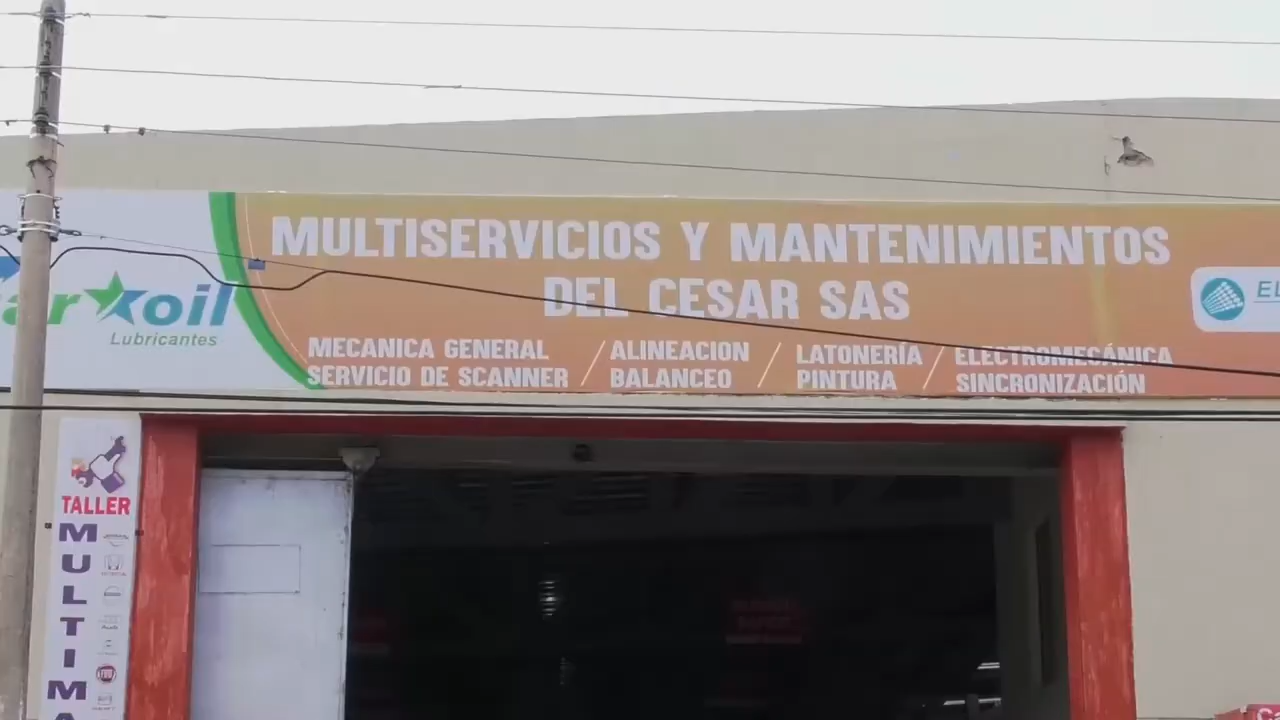 MULTISERVICIOS Y MANTENIMIENTOS
DEL CESAR SAS
oil
Lubricantes
MECANICA GENERAL / ALINEACION / LATONERÍA / ELECTROMECÁNICA
SERVICIO DE SCANNER BALANCEO PINTURA SINCRONIZACIÓN
TALLER
MULTIMA